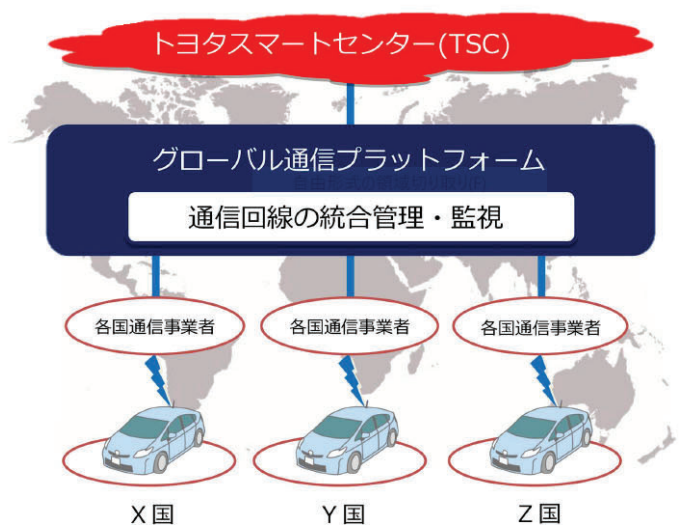 トヨタスマートセンター(TSC)
グローバル通信プラットフォーム
通信回線の統合管理・監視
各国通信事業者
各国通信事業者
各国通信事業者
X国
Y国
Z国